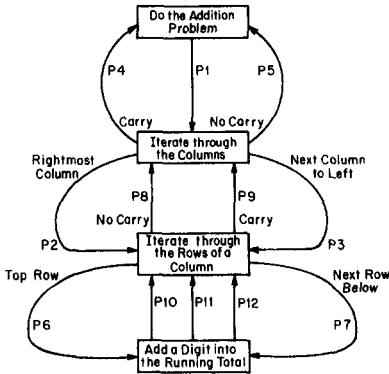 Do the Addition
Problem
P4
P1
P5
Carry
No Carry
Iterate through
the Columns
Rightmost
Column
Next Column
to Left
P8
P9
No Carry
Carry
P2
P3
Iterate through
the Rows of a
Column
Top Row
Next Row
Below
P10
P11
P12
P6
P7
Add a Digit into
the Running Total